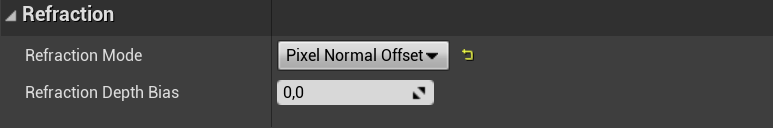 Refraction
Refraction Mode Pixel Normal Offset
Refraction Depth Bias 0,0